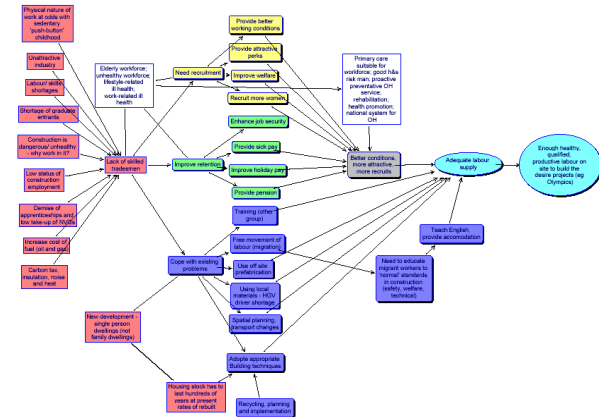 Physical nature of
work at odds with
sedentary
'push-button'
childhood
Unattractive
industry
Labour/ skills
shortages
Shortage of graduate
entrants
Construction is
dangerous/ unhealthy
- why work in it?
Low status of
construction
employment
Demise of
apprenticeships and
low take-up of NVQs
Increase cost of
fuel (oil and gas)
Carbon tax,
insulation, noise
and heat
New development -
single person
dwellings (not
family dwellings)
Housing stock has to
last hundreds of
years at present
rates of rebuilt
Elderly workforce;
unhealthy workforce:
lifestyle-related
ill health;
work-related ill
health
Lack of skilled
tradesmen
Need recruitment
Improve retention
Cope with existing
problems
Provide better
working conditions
Provide attractive
perks
Improve welfare
Recruit more women
Enhance job security
Provide sick pay
Improve holiday pay
Provide pension
Training (other
group)
Free movement of
labour (migration)
Use off site
prefabrication
Using local
materials - HGV
driver shortage
Spatial planning,
transport changes
Adopte appropriate
Building techniques
Recycling, planning
and implementation
Primary care
suitable for
workforce; good h&s
risk man; proactive
preventative OH
service;
rehabilitation;
health promotion;
national system for
OH
Better conditions,
more attractive,
more recruits
Adequate labour
supply
Teach English,
provide accomodation
Need to educate
migrant workers to
'normal' standards
in construction
(safety, welfare,
technical)
Enough healthy,
qualified,
productive labour on
site to build the
desire projects (eg
Olympics)